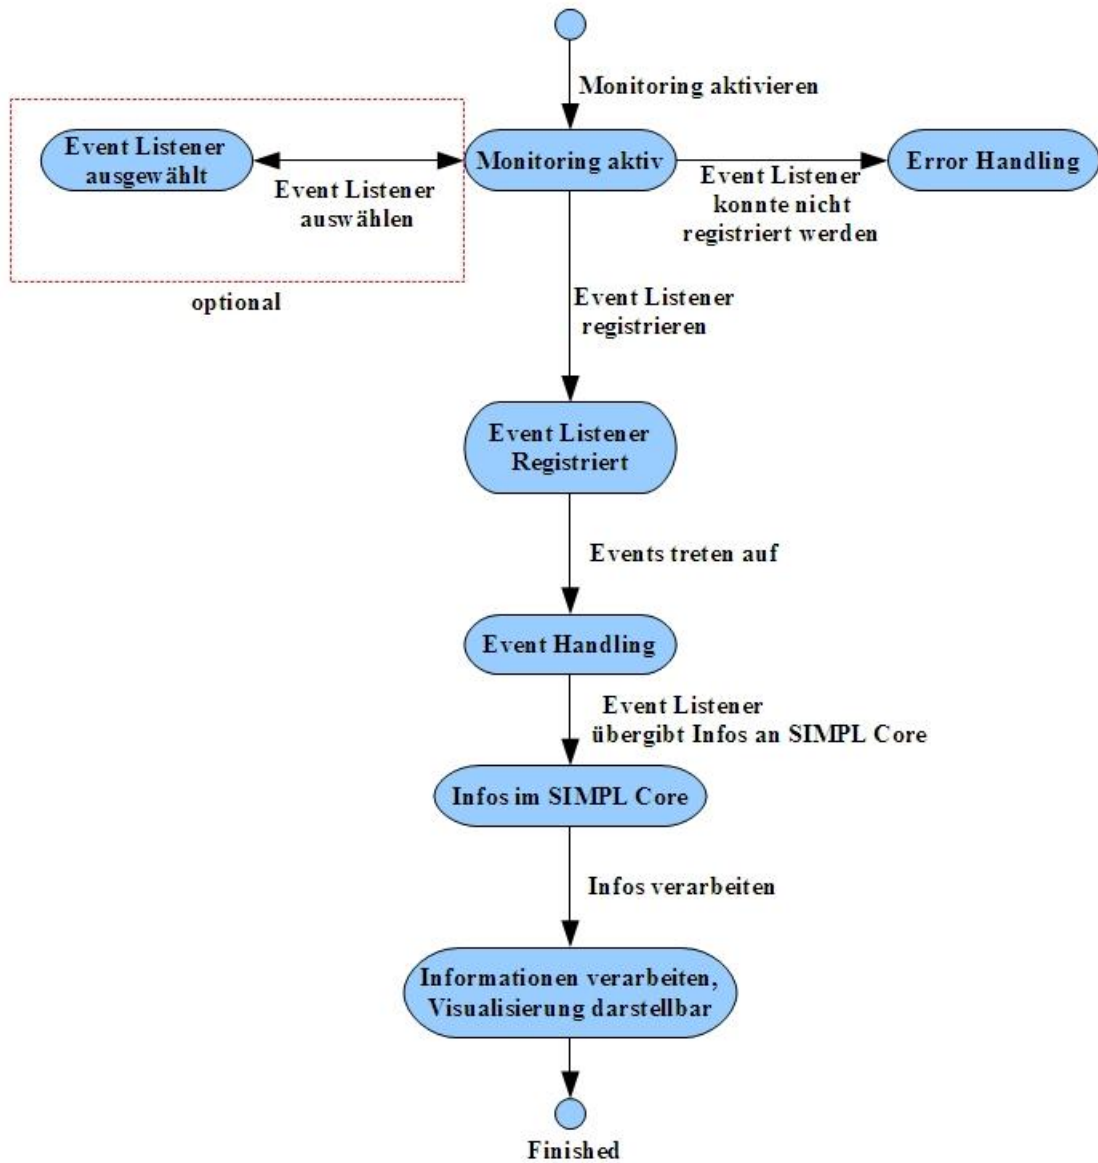 Monitoring aktivieren
Event Listener
ausgewählt
Event Listener
auswählen
optional
Monitoring aktiv
Event Listener
konnte nicht
registriert werden
Error Handling
Event Listener
registrieren
Event Listener
Registriert
Events treten auf
Event Handling
Event Listener
übergibt Infos an SIMPL Core
Infos im SIMPL Core
Infos verarbeiten
Informationen verarbeiten,
Visualisierung darstellbar
Finished